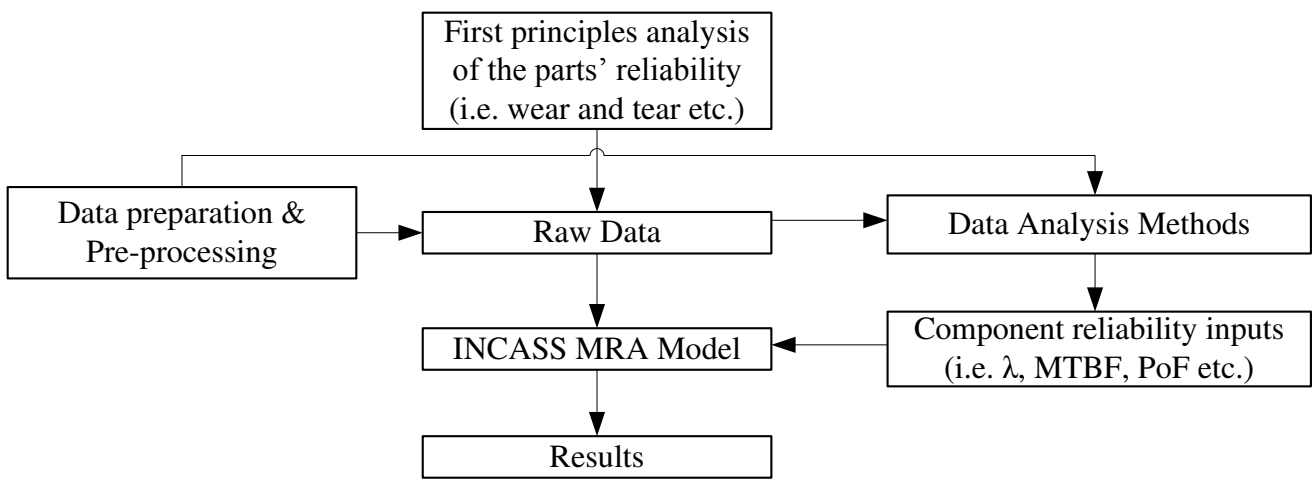 First principles analysis
of the parts’ reliability
(i.e. wear and tear etc.)
Data preparation &
Pre-processing
Raw Data
Data Analysis Methods
INCASS MRA Model
Component reliability inputs
(i.e. λ, MTBF, PoF etc.)
Results